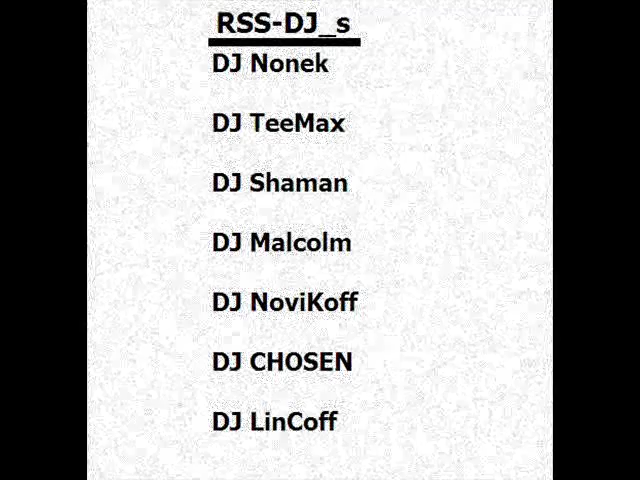 RSS-DJ_s
DJ Nonek
DJ TeeMax
DJ Shaman
DJ Malcolm
DJ NoviKoff
DJ CHOSEN
DJ LinCoff